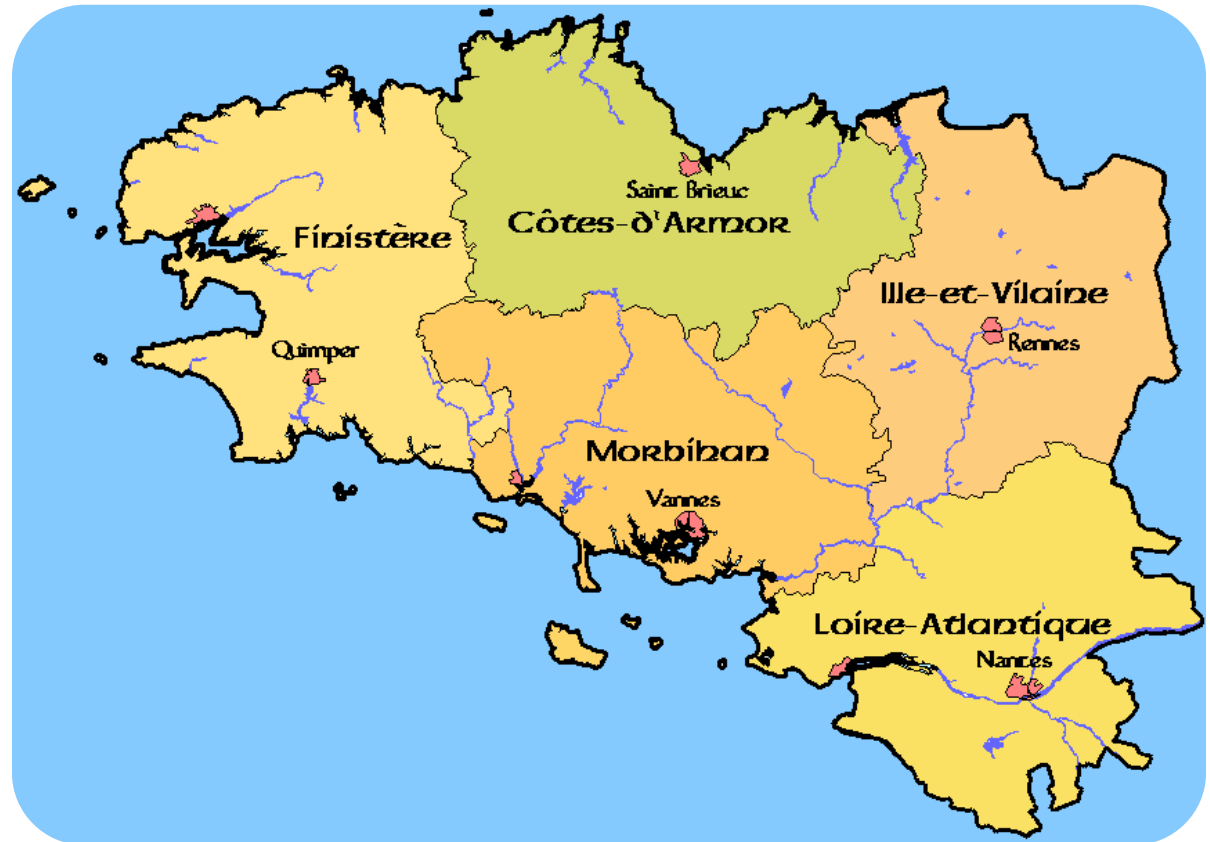 Saint Brieuc
Côtes-d'Armor
Finistère
Ille-et-Vilaine
Rennes
Quimper
Morbihan
Vannes
Loire-Atlantique
Nantes